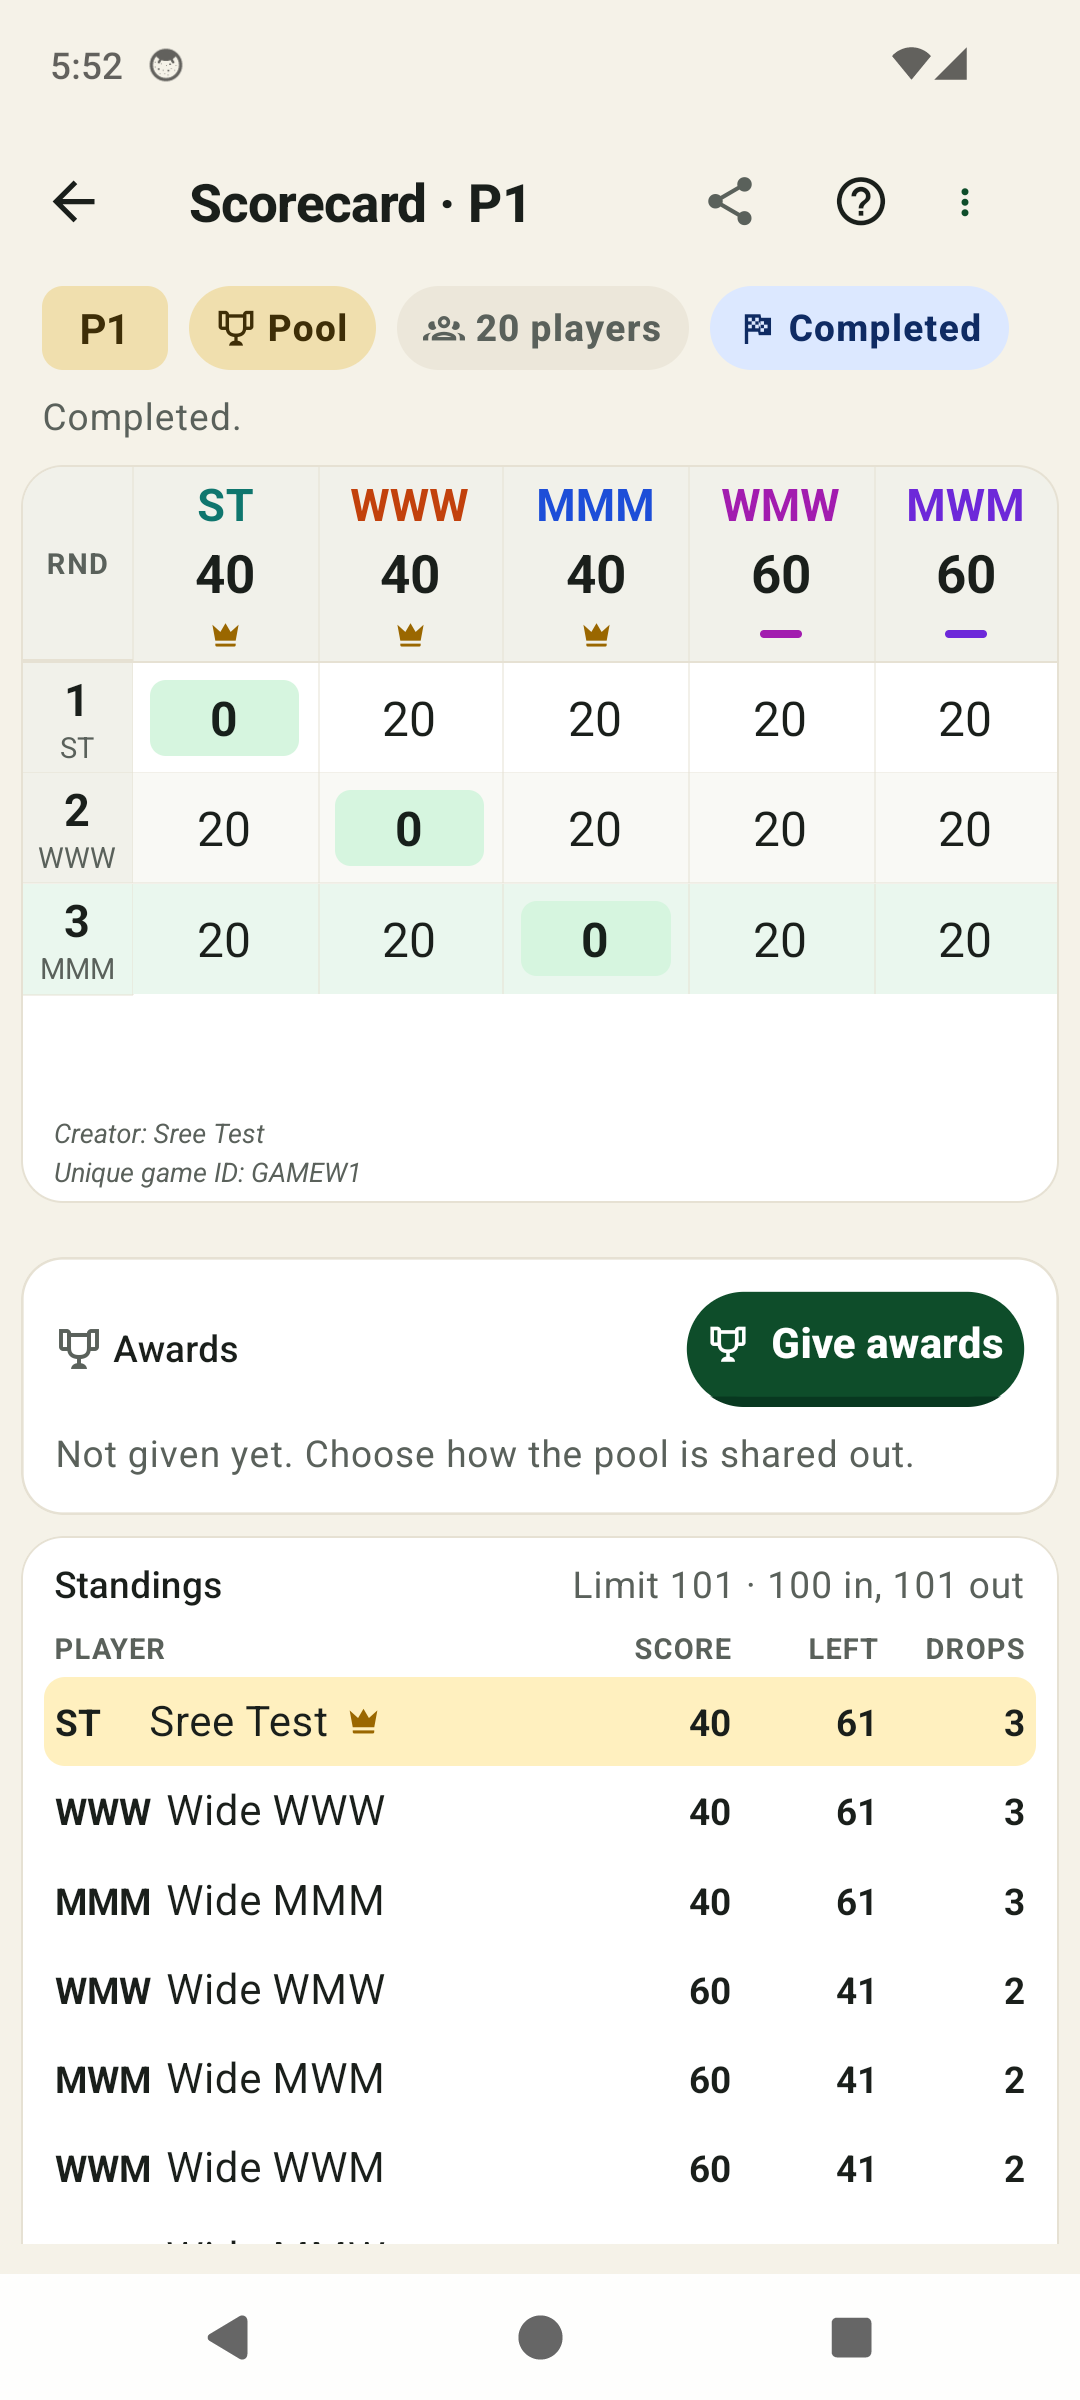 5:52
Scorecard · P1
P1 Pool 20 players Completed
Completed.
RND ST WWW MMM WMW MWM
40 40 40 60 60
1 ST 0 20 20 20 20
2 WWW 20 0 20 20 20
3 MMM 20 20 0 20 20
Creator: Sree Test
Unique game ID: GAMEW1
Awards Give awards
Not given yet. Choose how the pool is shared out.
Standings Limit 101 · 100 in, 101 out
PLAYER SCORE LEFT DROPS
ST Sree Test 40 61 3
WWW Wide WWW 40 61 3
MMM Wide MMM 40 61 3
WMW Wide WMW 60 41 2
MWM Wide MWM 60 41 2
WWM Wide WWM 60 41 2